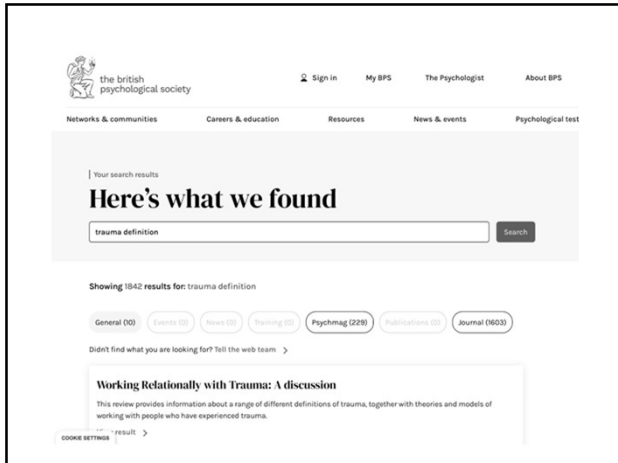 the british
psychological society
Sign in My BPS The Psychologist About BPS
Networks & communities Careers & education Resources News & events Psychological test
Your search results
Here's what we found
trauma definition Search
Showing 1842 results for: trauma definition
General (10) Events (0) News (0) Training (0) Psychmag (229) Publications (0) Journal (1603)
Didn't find what you are looking for? Tell the web team
Working Relationally with Trauma: A discussion
This review provides information about a range of different definitions of trauma, together with theories and models of
working with people who have experienced trauma.
result
COOKIE SETTINGS